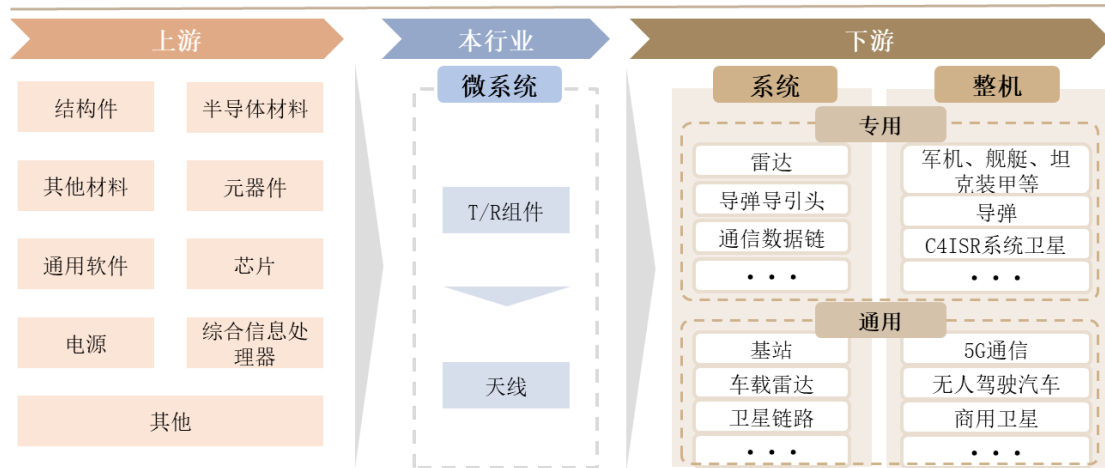 上游
本行业
下游
结构件
半导体材料
其他材料
元器件
通用软件
芯片
电源
综合信息处
理器
其他
微系统
T/R组件
天线
系统
整机
专用
雷达
导弹导引头
通信数据链
• • •
军机、舰艇、坦
克装甲等
导弹
C4ISR系统卫星
• • •
通用
基站
车载雷达
卫星链路
• • •
5G通信
无人驾驶汽车
商用卫星
• • •